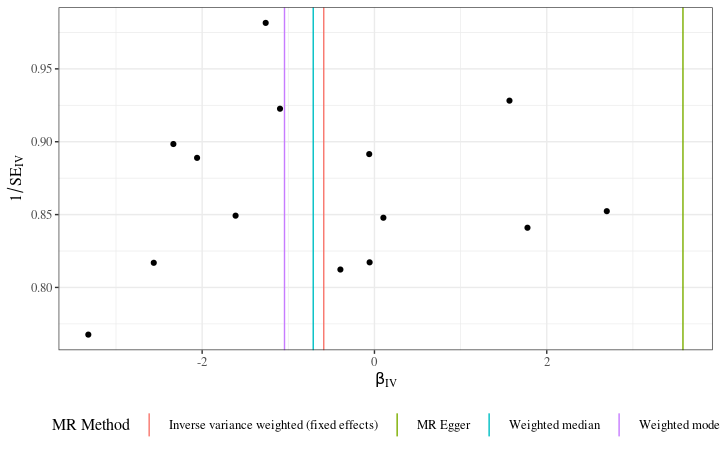 0.95
0.90
0.85
0.80
1/SE_IV
-2 0 2
β_IV
MR Method Inverse variance weighted (fixed effects) MR Egger Weighted median Weighted mode